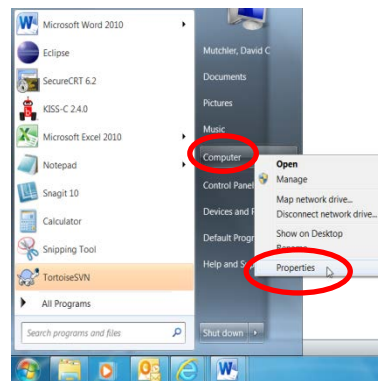 Microsoft Word 2010
Eclipse
SecureCRT 6.2
KISS-C 2.4.0
Microsoft Excel 2010
Notepad
Snagit 10
Calculator
Snipping Tool
TortoiseSVN
All Programs
Search programs and files
Mutchler, David C
Documents
Pictures
Music
Computer
Control Panel
Devices and P
Default Progr
Help and S
Shut down
Open
Manage
Map network drive...
Disconnect network drive...
Show on Desktop
Rename
Properties